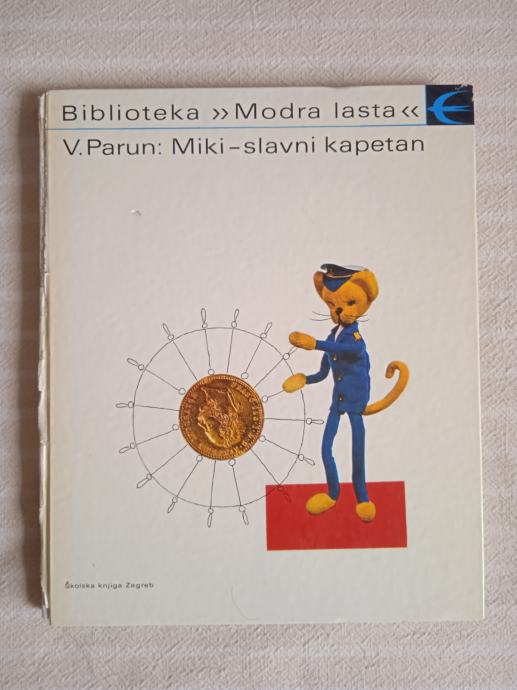 Biblioteka »Modra lasta«
V. Parun: Miki – slavni kapetan
Školska knjiga Zagreb